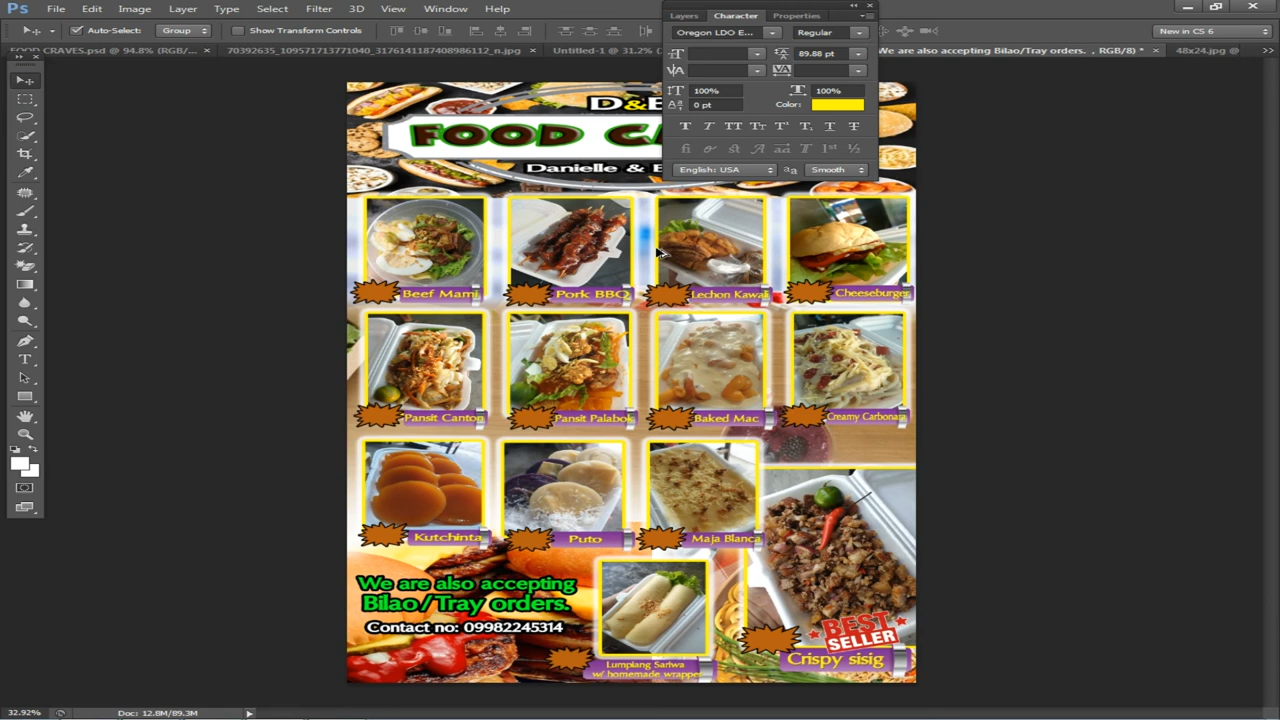 Ps File Edit Image Layer Type Select Filter 3D View Window Help
Layers Character Properties
Auto-Select: Group Show Transform Controls
Oregon LDO E... Regular
New in CS 6
FOOD CRAVES.psd @ 94.8% (RGB/... × 70392635_109571713771040_3176141187408986112_n.jpg × Untitled-1 @ 31.2%
We are also accepting Bilao/Tray orders. , RGB/8) * × 48x24.jpg @
89.88 pt
100% 100%
0 pt Color:
English: USA Smooth
D&
FOOD
Danielle &
Beef Mami
Pork BBQ
Lechon Kawali
Cheeseburger
Pansit Canton
Pansit Palabok
Baked Mac
Creamy Carbonara
Kutchinta
Puto
Maja Blanca
We are also accepting
Bilao/Tray orders.
Contact no: 09982245314
BEST
SELLER
Crispy sisig
Lumpiang Sariwa
w/ homemade wrapper
32.92% Doc: 12.8M/89.3M